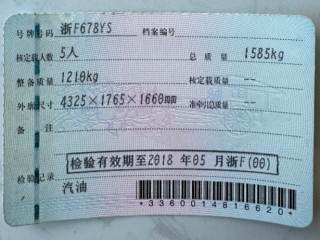 号牌号码 浙F678YS 档案编号
核定载人数 5人 总质量 1585kg
整备质量 1210kg 核定载质量 --
外廓尺寸 4325×1765×1660mm 准牵引总质量 --
备注
检验有效期至2018 年05 月浙F(00)
检验记录
汽油
*3360014816620*